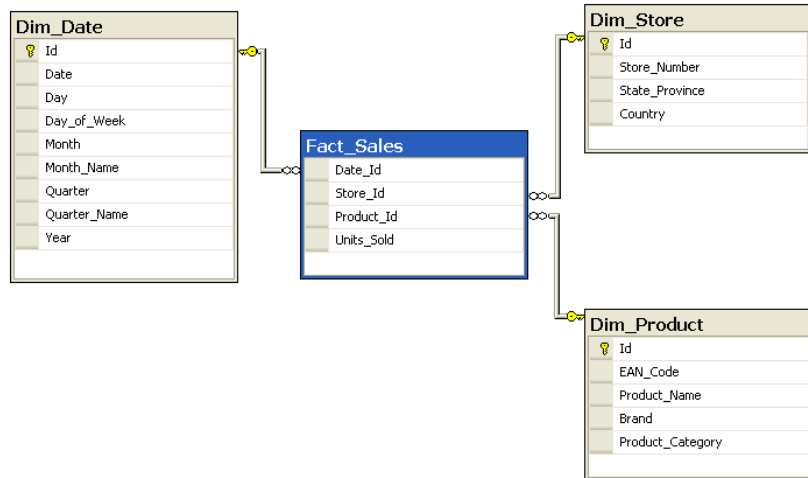 Dim_Date
Id
Date
Day
Day_of_Week
Month
Month_Name
Quarter
Quarter_Name
Year
Fact_Sales
Date_Id
Store_Id
Product_Id
Units_Sold
Dim_Store
Id
Store_Number
State_Province
Country
Dim_Product
Id
EAN_Code
Product_Name
Brand
Product_Category